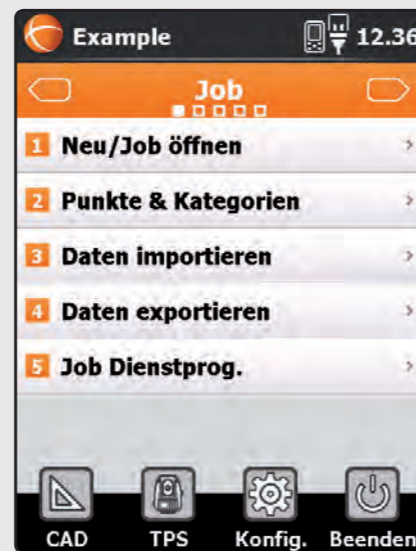 Example 12.36
Job
1 Neu/Job öffnen
2 Punkte & Kategorien
3 Daten importieren
4 Daten exportieren
5 Job Dienstprog.
CAD TPS Konfig. Beenden